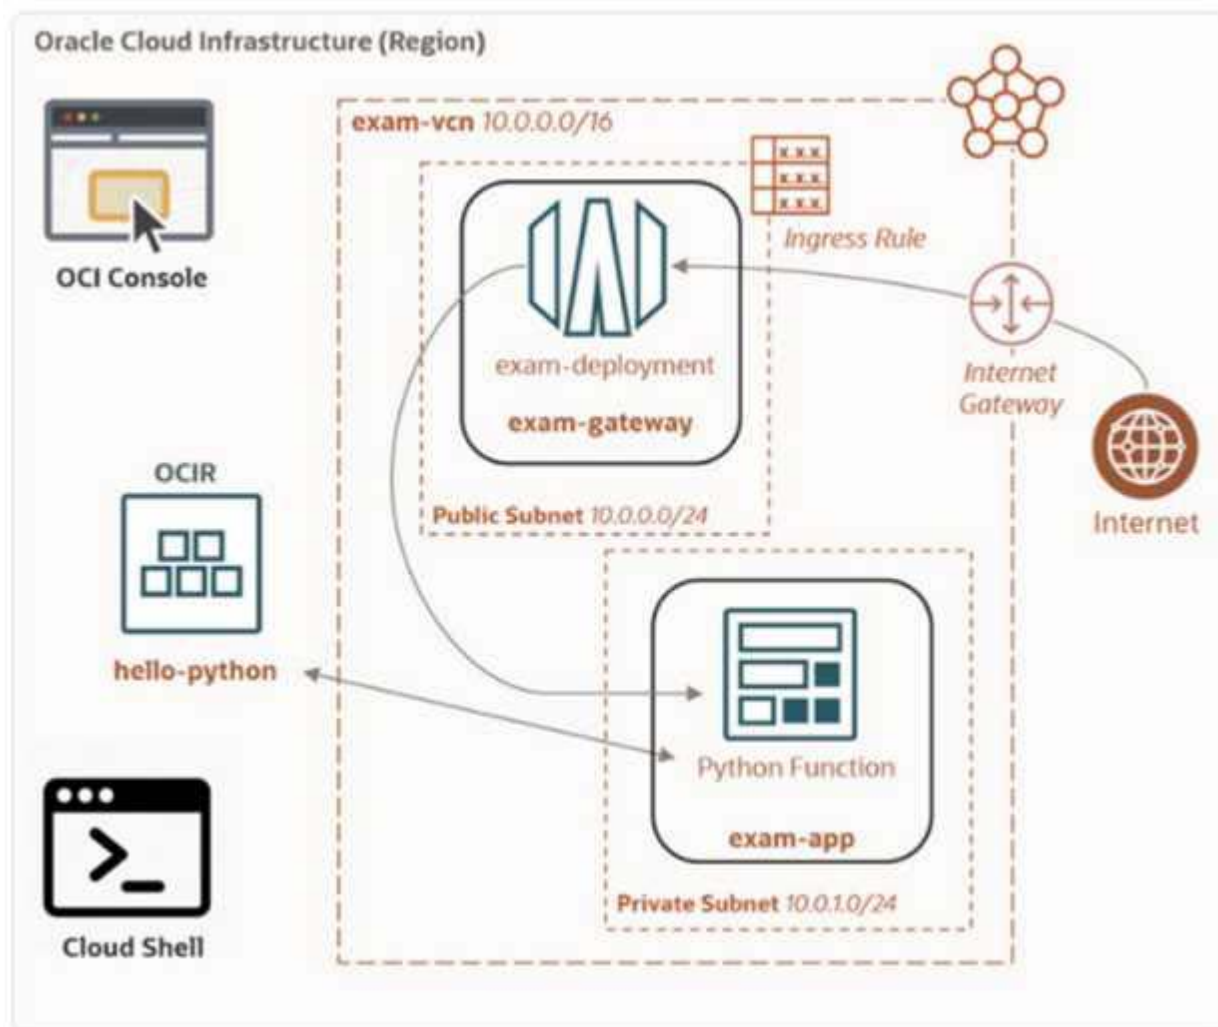 Oracle Cloud Infrastructure (Region)
exam-vcn 10.0.0.0/16
OCI Console
Ingress Rule
exam-deployment
exam-gateway
Internet
Gateway
Public Subnet 10.0.0.0/24
Internet
OCIR
hello-python
Python Function
exam-app
Private Subnet 10.0.1.0/24
Cloud Shell